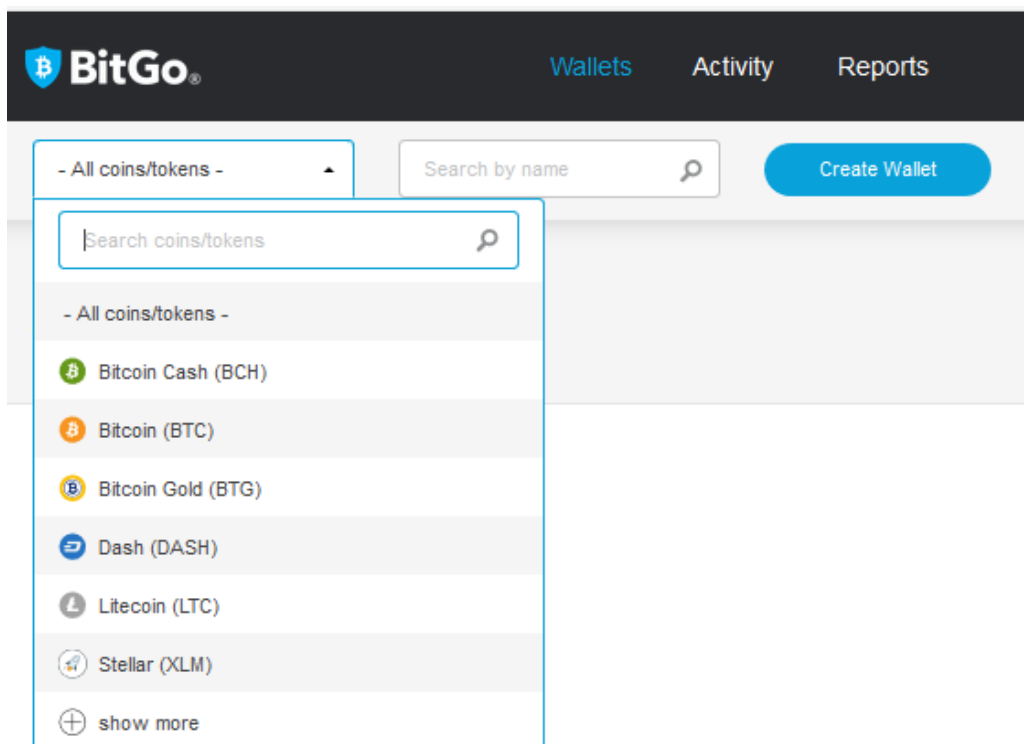 BitGo®
Wallets Activity Reports
- All coins/tokens -
Search by name
Create Wallet
Search coins/tokens
- All coins/tokens -
Bitcoin Cash (BCH)
Bitcoin (BTC)
Bitcoin Gold (BTG)
Dash (DASH)
Litecoin (LTC)
Stellar (XLM)
show more